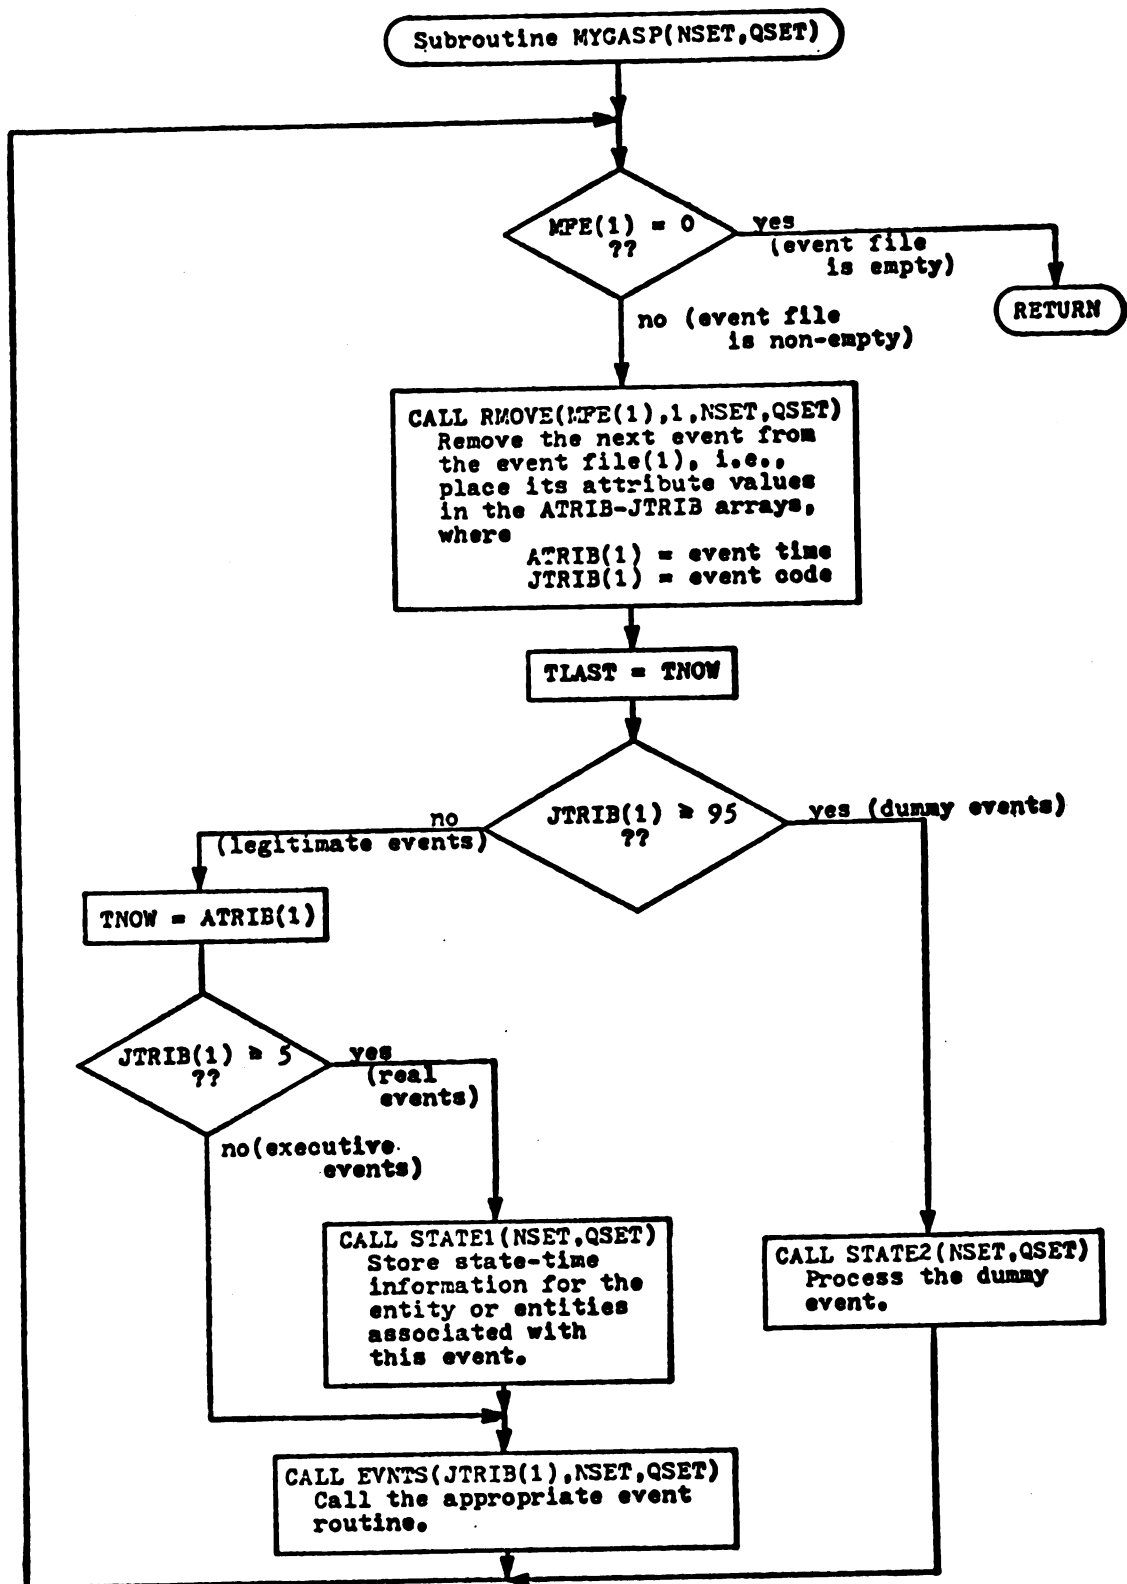 Subroutine MYGASP(NSET,QSET)
MFE(1) = 0
??
yes
(event file
is empty)
RETURN
no (event file
is non-empty)
CALL RMOVE(MFE(1),1,NSET,QSET)
Remove the next event from
the event file(1), i.e.,
place its attribute values
in the ATRIB-JTRIB arrays,
where
ATRIB(1) = event time
JTRIB(1) = event code
TLAST = TNOW
JTRIB(1) ≥ 95
??
no
(legitimate events)
yes (dummy events)
TNOW = ATRIB(1)
JTRIB(1) ≥ 5
??
yes
(real
events)
no(executive
events)
CALL STATE1(NSET,QSET)
Store state-time
information for the
entity or entities
associated with
this event.
CALL STATE2(NSET,QSET)
Process the dummy
event.
CALL EVNTS(JTRIB(1),NSET,QSET)
Call the appropriate event
routine.